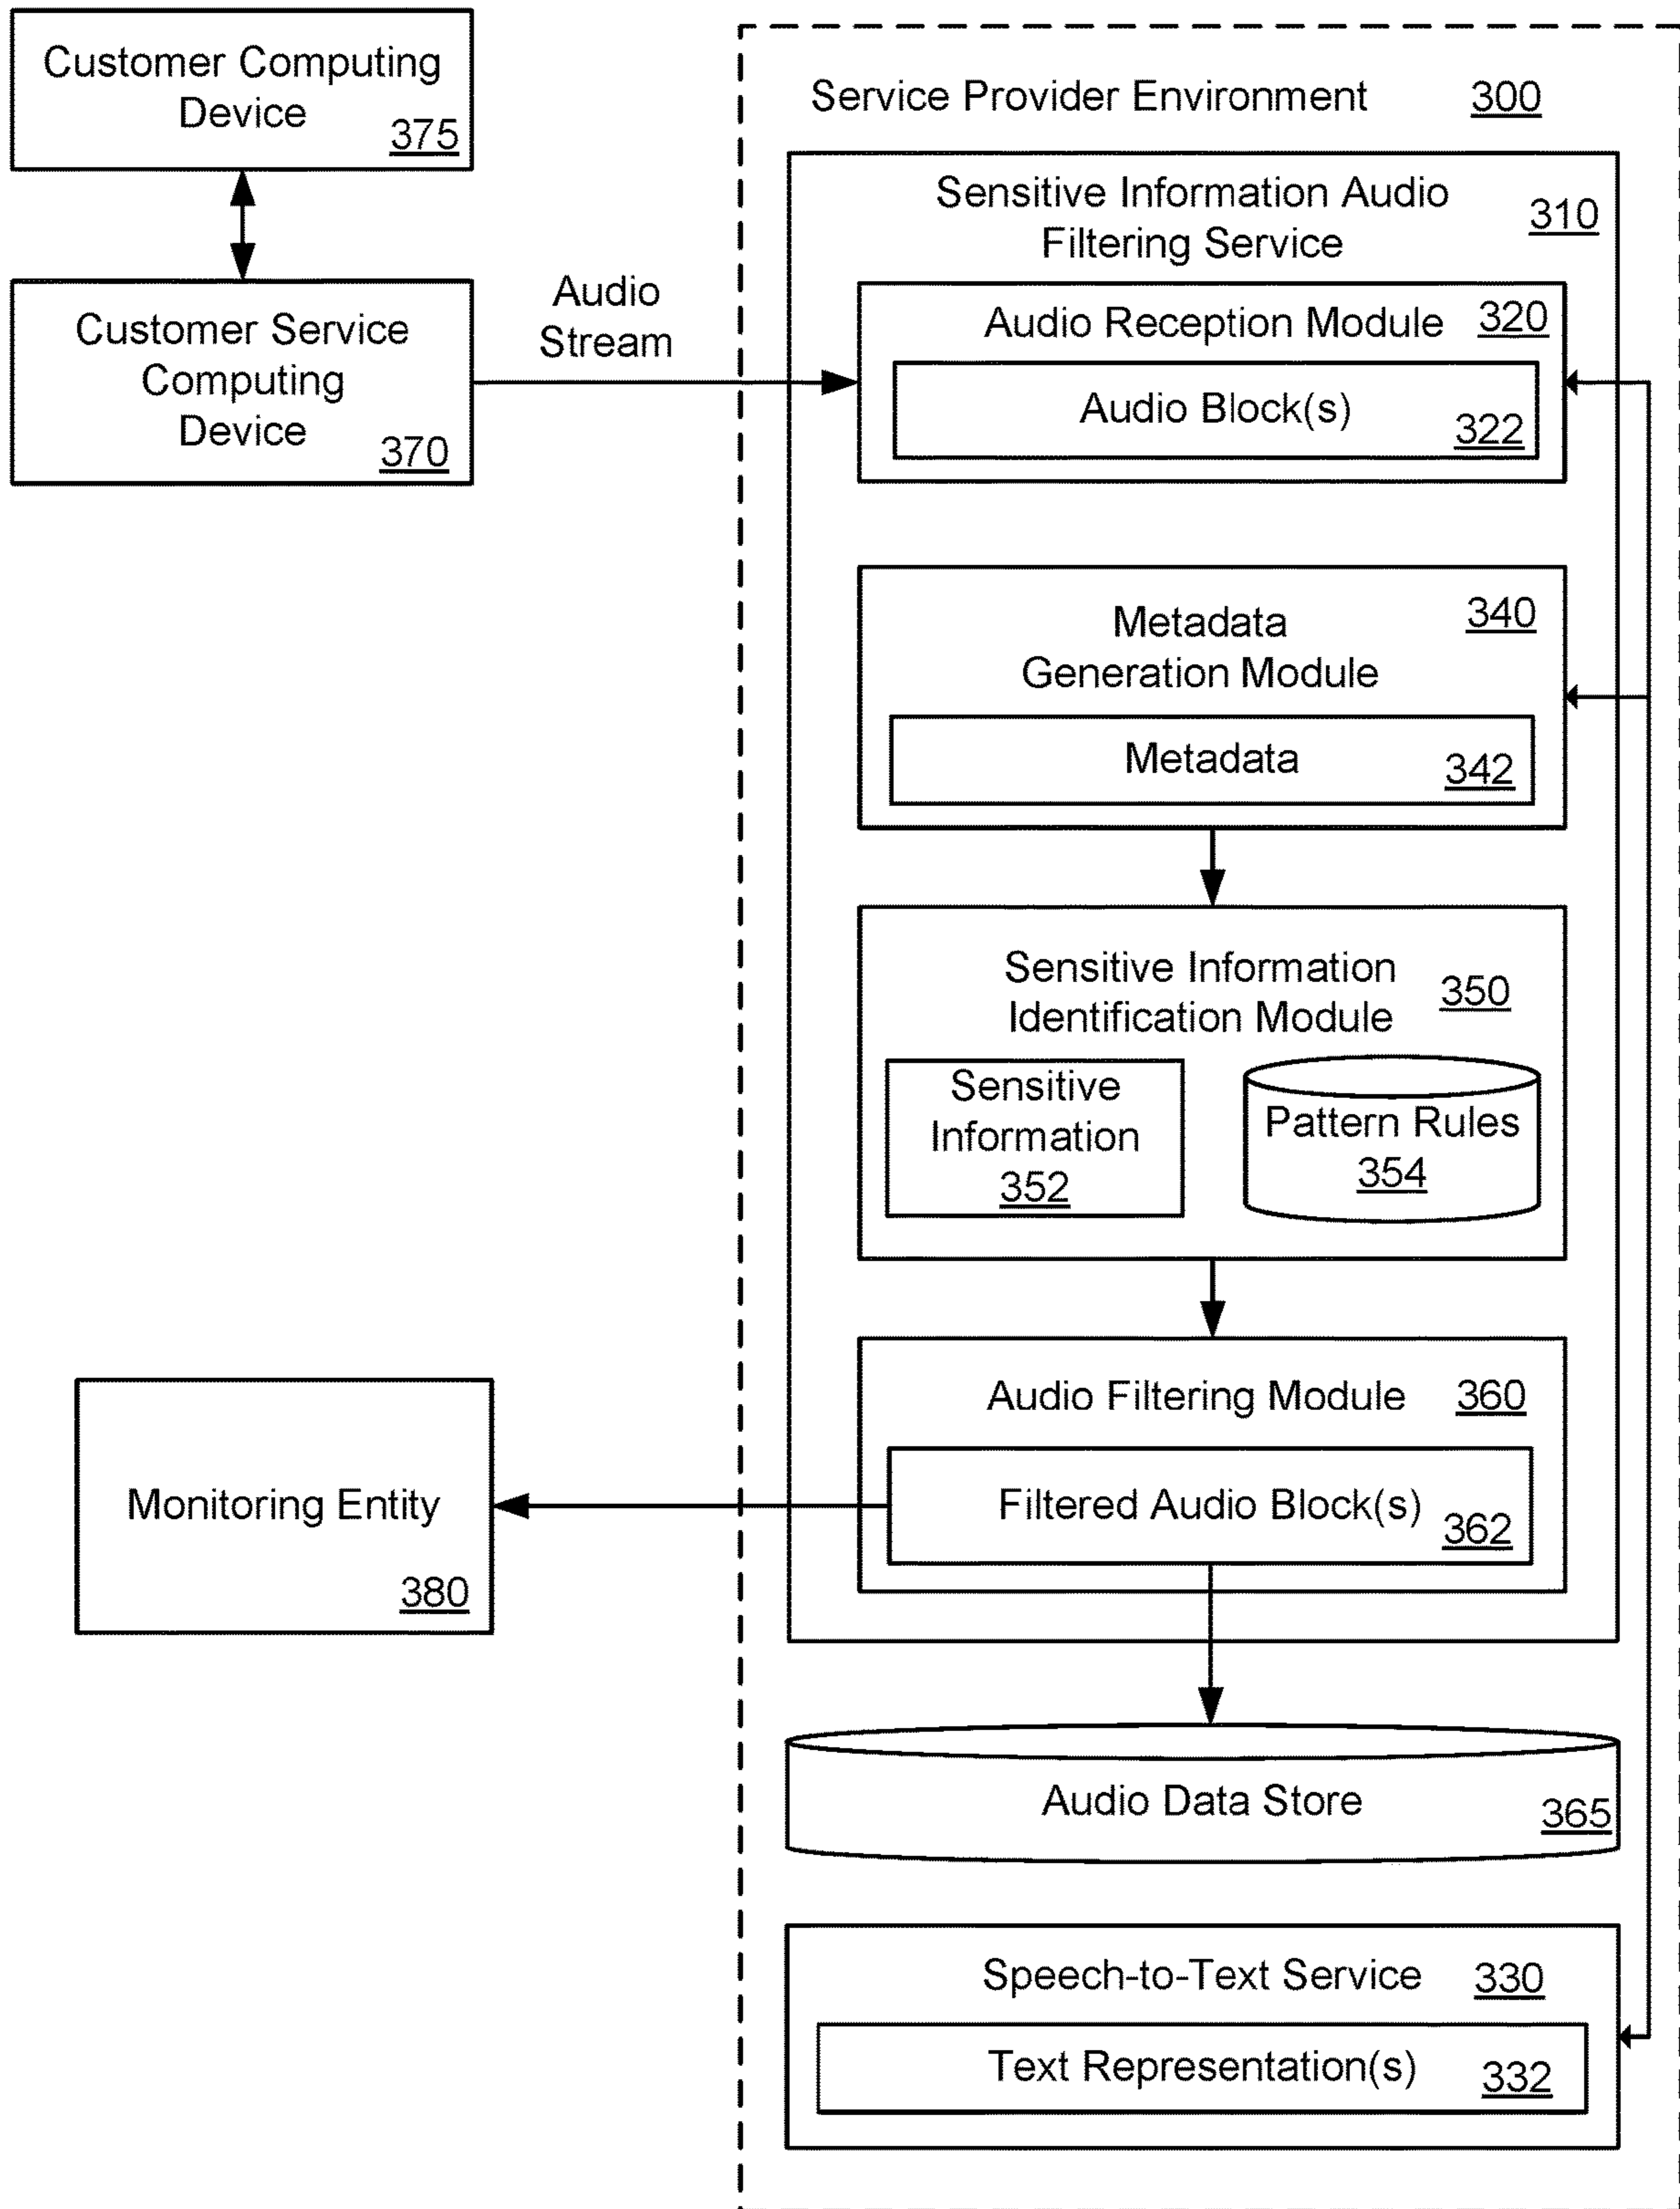 Customer Computing
Device
375
Customer Service
Computing
Device
370
Audio
Stream
Service Provider Environment 300
Sensitive Information Audio
Filtering Service
310
Audio Reception Module 320
Audio Block(s)
322
Metadata
Generation Module
340
Metadata
342
Sensitive Information
Identification Module
350
Sensitive
Information
352
Pattern Rules
354
Audio Filtering Module 360
Filtered Audio Block(s)
362
Monitoring Entity
380
Audio Data Store
365
Speech-to-Text Service 330
Text Representation(s) 332